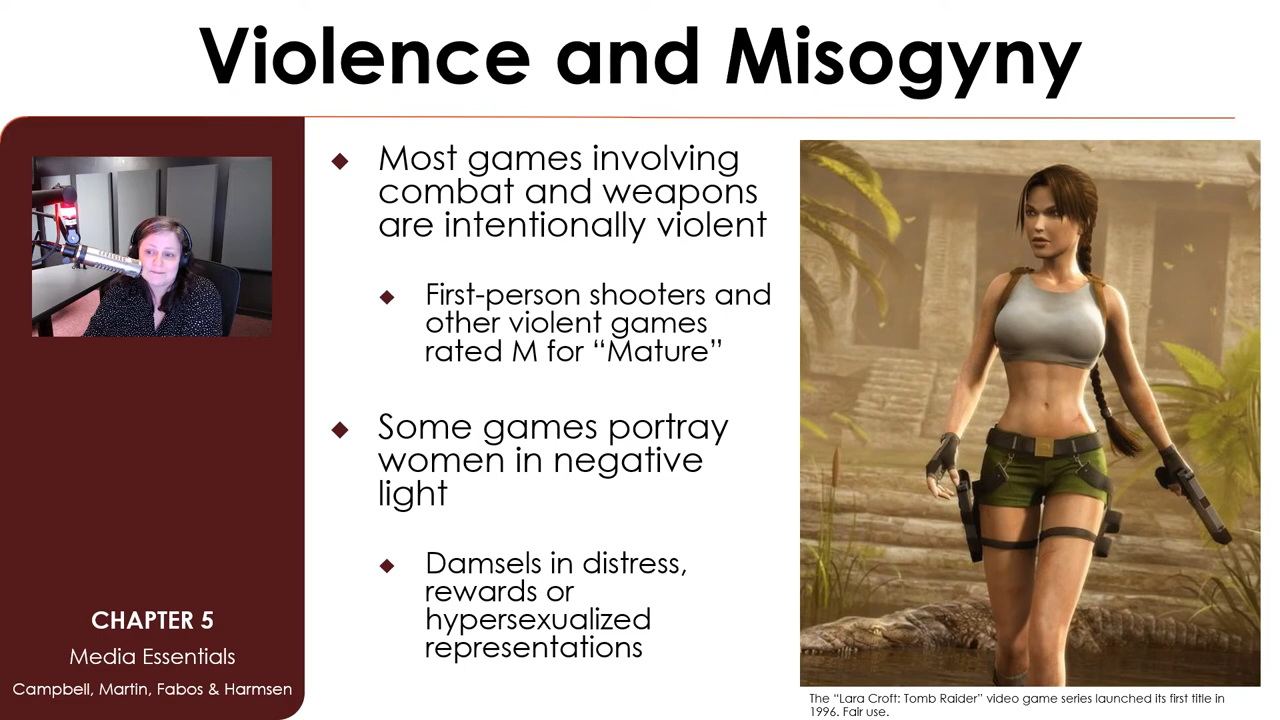 Violence and Misogyny
Most games involving
combat and weapons
are intentionally violent
First-person shooters and
other violent games
rated M for “Mature”
Some games portray
women in negative
light
Damsels in distress,
rewards or
hypersexualized
representations
CHAPTER 5
Media Essentials
Campbell, Martin, Fabos & Harmsen
The “Lara Croft: Tomb Raider” video game series launched its first title in
1996. Fair use.